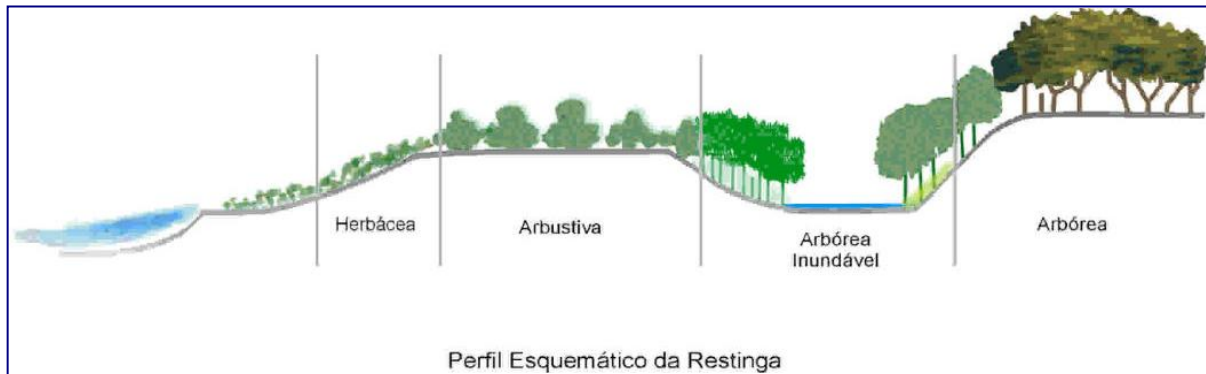 Herbácea
Arbustiva
Arbórea
Inundável
Arbórea
Perfil Esquemático da Restinga